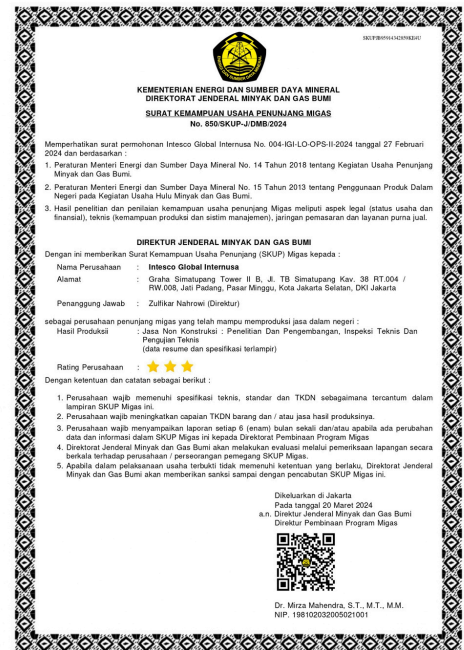 KEMENTERIAN ENERGI DAN SUMBER DAYA MINERAL
DIREKTORAT JENDERAL MINYAK DAN GAS BUMI
SURAT KEMAMPUAN USAHA PENUNJANG MIGAS
No. 850/SKUP-J/DMB/2024
Memperhatikan surat permohonan Intesco Global Internusa No. 004-IGI-LO-OPS-II-2024 tanggal 27 Februari
2024 dan berdasarkan :
1. Peraturan Menteri Energi dan Sumber Daya Mineral No. 14 Tahun 2018 tentang Kegiatan Usaha Penunjang
Minyak dan Gas Bumi.
2. Peraturan Menteri Energi dan Sumber Daya Mineral No. 15 Tahun 2013 tentang Penggunaan Produk Dalam
Negeri pada Kegiatan Usaha Hulu Minyak dan Gas Bumi.
3. Hasil penelitian dan penilaian kemampuan usaha penunjang Migas meliputi aspek legal (status usaha dan
finansial), teknis (kemampuan produksi dan sistim manajemen), jaringan pemasaran dan layanan purna jual.
DIREKTUR JENDERAL MINYAK DAN GAS BUMI
Dengan ini memberikan Surat Kemampuan Usaha Penunjang (SKUP) Migas kepada :
Nama Perusahaan : Intesco Global Internusa
Alamat : Graha Simatupang Tower II B, Jl. TB Simatupang Kav. 38 RT.004 /
RW.008, Jati Padang, Pasar Minggu, Kota Jakarta Selatan, DKI Jakarta
Penanggung Jawab : Zulfikar Nahrowi (Direktur)
sebagai perusahaan penunjang migas yang telah mampu memproduksi jasa dalam negeri :
Hasil Produksii : Jasa Non Konstruksi : Penelitian Dan Pengembangan, Inspeksi Teknis Dan
Pengujian Teknis
(data resume dan spesifikasi terlampir)
Rating Perusahaan :
Dengan ketentuan dan catatan sebagai berikut :
1. Perusahaan wajib memenuhi spesifikasi teknis, standar dan TKDN sebagaimana tercantum dalam
lampiran SKUP Migas ini.
2. Perusahaan wajib meningkatkan capaian TKDN barang dan / atau jasa hasil produksinya.
3. Perusahaan wajib menyampaikan laporan setiap 6 (enam) bulan sekali dan/atau apabila ada perubahan
data dan informasi dalam SKUP Migas ini kepada Direktorat Pembinaan Program Migas
4. Direktorat Jenderal Minyak dan Gas Bumi akan melakukan evaluasi melalui pemeriksaan lapangan secara
berkala terhadap perusahaan / perseorangan pemegang SKUP Migas.
5. Apabila dalam pelaksanaan usaha terbukti tidak memenuhi ketentuan yang berlaku, Direktorat Jenderal
Minyak dan Gas Bumi akan memberikan sanksi sampai dengan pencabutan SKUP Migas ini.
Dikeluarkan di Jakarta
Pada tanggal 20 Maret 2024
a.n. Direktur Jenderal Minyak dan Gas Bumi
Direktur Pembinaan Program Migas
Dr. Mirza Mahendra, S.T., M.T., M.M.
NIP. 198102032005021001